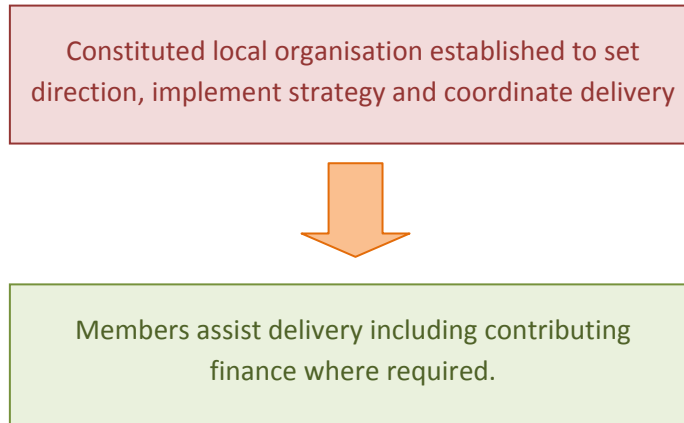 Constituted local organisation established to set
direction, implement strategy and coordinate delivery
Members assist delivery including contributing
finance where required.